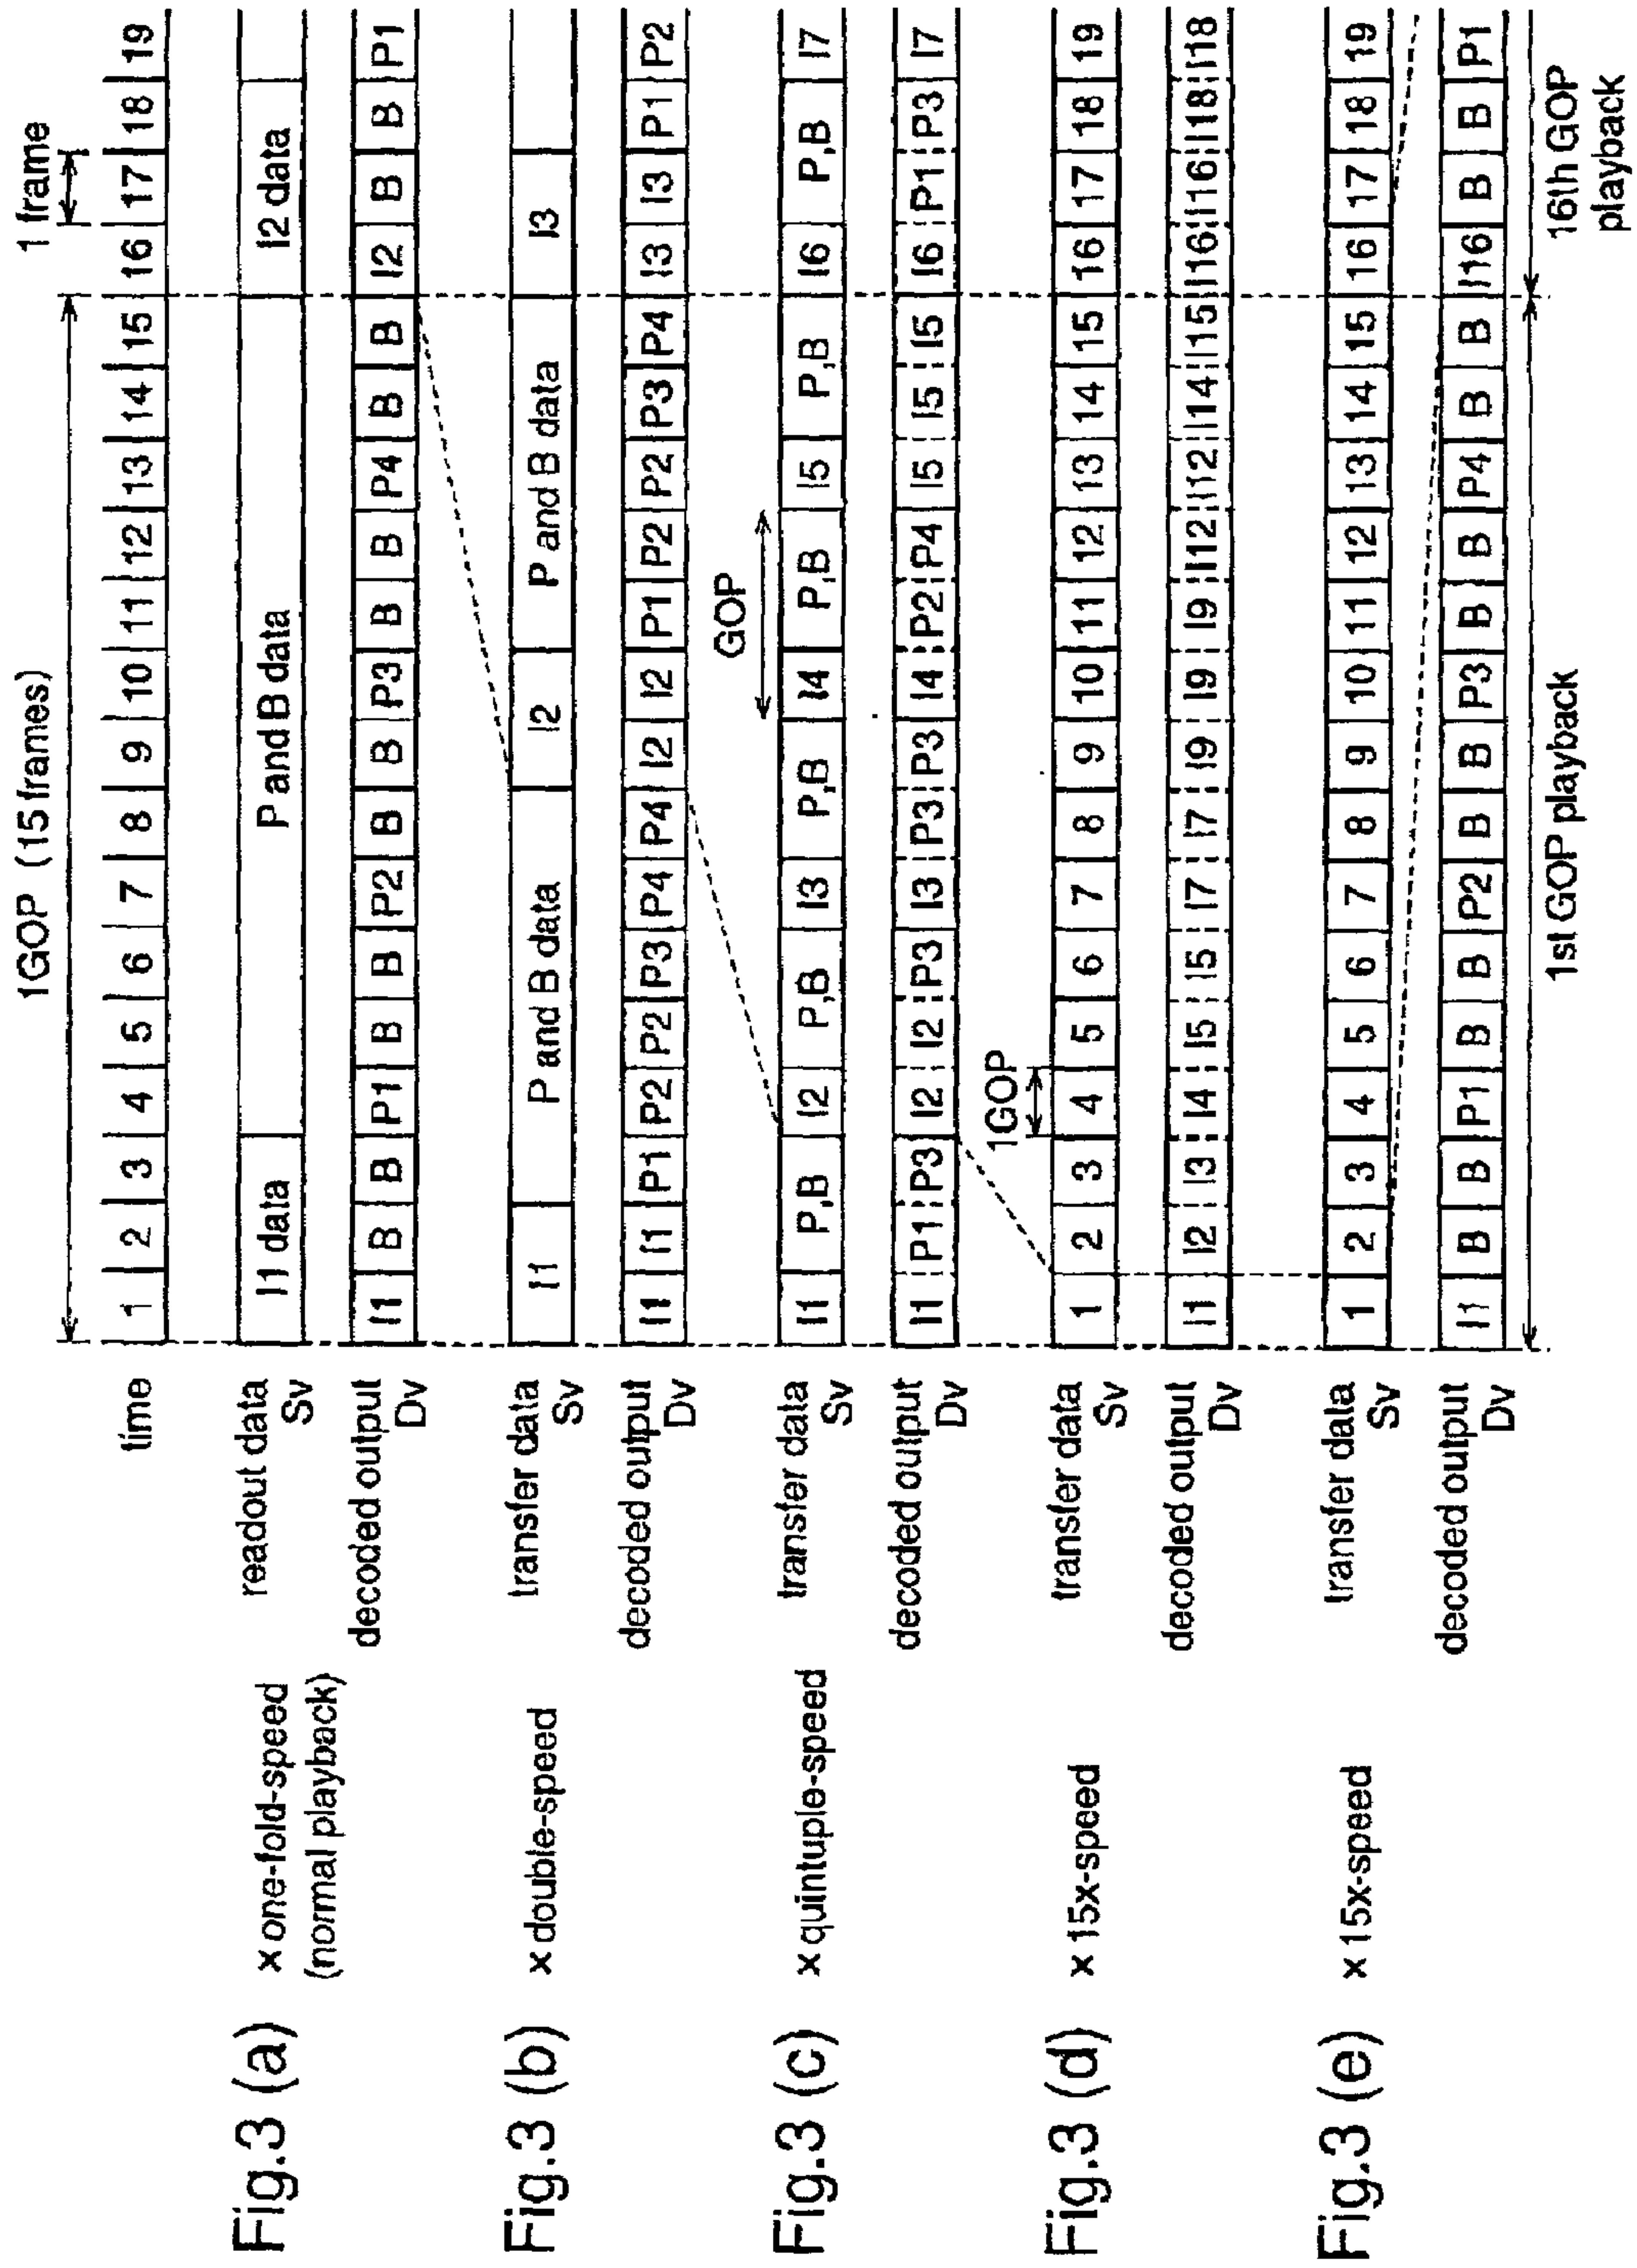 1GOP (15 frames) 1 frame
time 1 2 3 4 5 6 7 8 9 10 11 12 13 14 15 16 17 18 19
Fig.3 (a) × one-fold-speed
(normal playback)
readout data
Sv
I1 data P and B data I2 data
decoded output
Dv
I1 B B P1 B B P2 B B P3 B B P4 B B I2 B B P1
Fig.3 (b) × double-speed
transfer data
Sv
I1 P and B data I2 P and B data I3
decoded output
Dv
I1 I1 P1 P2 P2 P3 P4 P4 I2 I2 P1 P2 P2 P3 P4 I3 I3 P1 P2
GOP
Fig.3 (c) × quintuple-speed
transfer data
Sv
I1 P,B I2 P,B I3 P,B I4 P,B I5 P,B I6 P,B I7
decoded output
Dv
I1 P1 P3 I2 I2 P3 I3 P3 P3 I4 P2 P4 I5 I5 I5 I6 P1 P3 I7
1GOP
Fig.3 (d) × 15x-speed
transfer data
Sv
1 2 3 4 5 6 7 8 9 10 11 12 13 14 15 16 17 18 19
decoded output
Dv
I1 I2 I3 I4 I5 I5 I7 I7 I9 I9 I9 I12 I12 I14 I15 I16 I16 I18 I18
Fig.3 (e) × 15x-speed
transfer data
Sv
1 2 3 4 5 6 7 8 9 10 11 12 13 14 15 16 17 18 19
decoded output
Dv
I1 B B P1 B B P2 B B P3 B B P4 B B I16 B B P1
1st GOP playback
16th GOP
playback